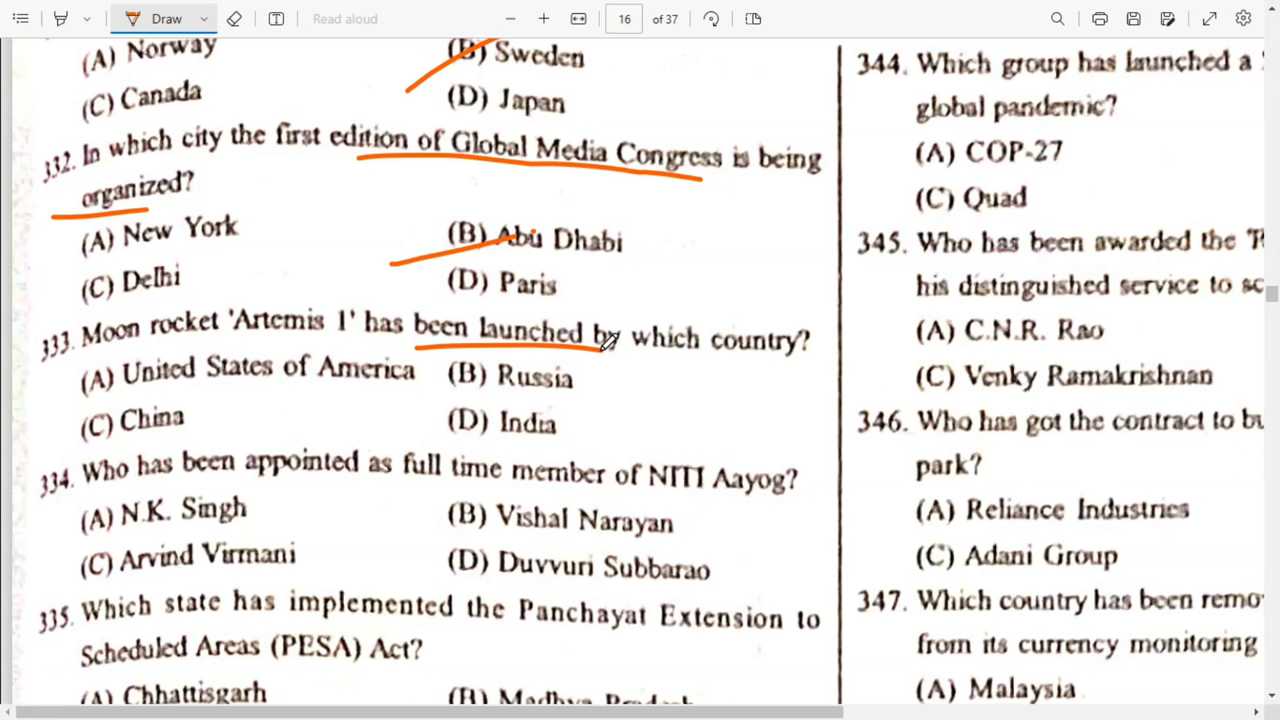 Draw
Read aloud
16 of 37
(A) Norway (B) Sweden
(C) Canada (D) Japan
332. In which city the first edition of Global Media Congress is being
organized?
(A) New York (B) Abu Dhabi
(C) Delhi (D) Paris
333. Moon rocket 'Artemis 1' has been launched by which country?
(A) United States of America (B) Russia
(C) China (D) India
334. Who has been appointed as full time member of NITI Aayog?
(A) N.K. Singh (B) Vishal Narayan
(C) Arvind Virmani (D) Duvvuri Subbarao
335. Which state has implemented the Panchayat Extension to
Scheduled Areas (PESA) Act?
(A) Chhattisgarh (B) Madhya Pradesh
344. Which group has launched a
global pandemic?
(A) COP-27
(C) Quad
345. Who has been awarded the
his distinguished service to
(A) C.N.R. Rao
(C) Venky Ramakrishnan
346. Who has got the contract to
park?
(A) Reliance Industries
(C) Adani Group
347. Which country has been
from its currency monitoring
(A) Malaysia